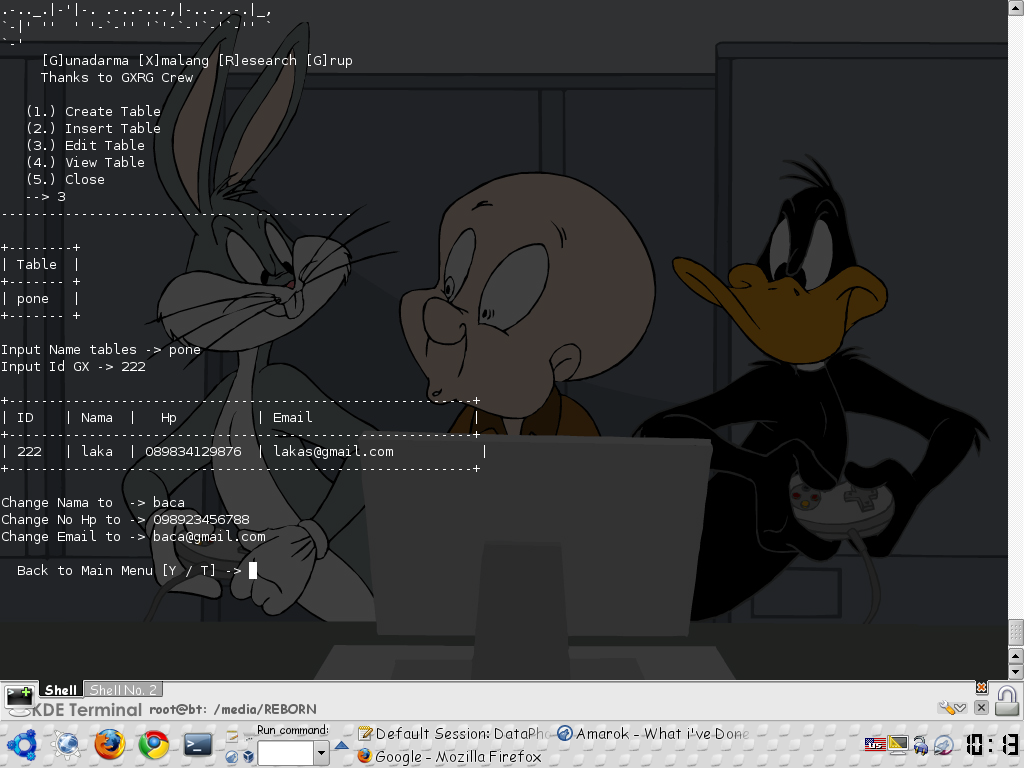 .-.._.|-'|-. .-..-..-,|-..-..-.|_,
`-|' '' ' '-`-'' '`'-`-'`-'`-'' `
`-'
[G]unadarma [X]malang [R]esearch [G]rup
Thanks to GXRG Crew
(1.) Create Table
(2.) Insert Table
(3.) Edit Table
(4.) View Table
(5.) Close
--> 3
--------------------------------------------
+--------+
| Table |
+------- +
| pone |
+------- +
Input Name tables -> pone
Input Id GX -> 222
+----------------------------------------------------------+
| ID | Nama | Hp | Email |
+----------------------------------------------------------+
| 222 | laka | 089834129876 | lakas@gmail.com |
+----------------------------------------------------------+
Change Nama to -> baca
Change No Hp to -> 098923456788
Change Email to -> baca@gmail.com
Back to Main Menu [Y / T] ->
Shell Shell No. 2
KDE Terminal root@bt: /media/REBORN
Run command:
Default Session: DataPh
Amarok - What i've Done
Google - Mozilla Firefox
US
10:13